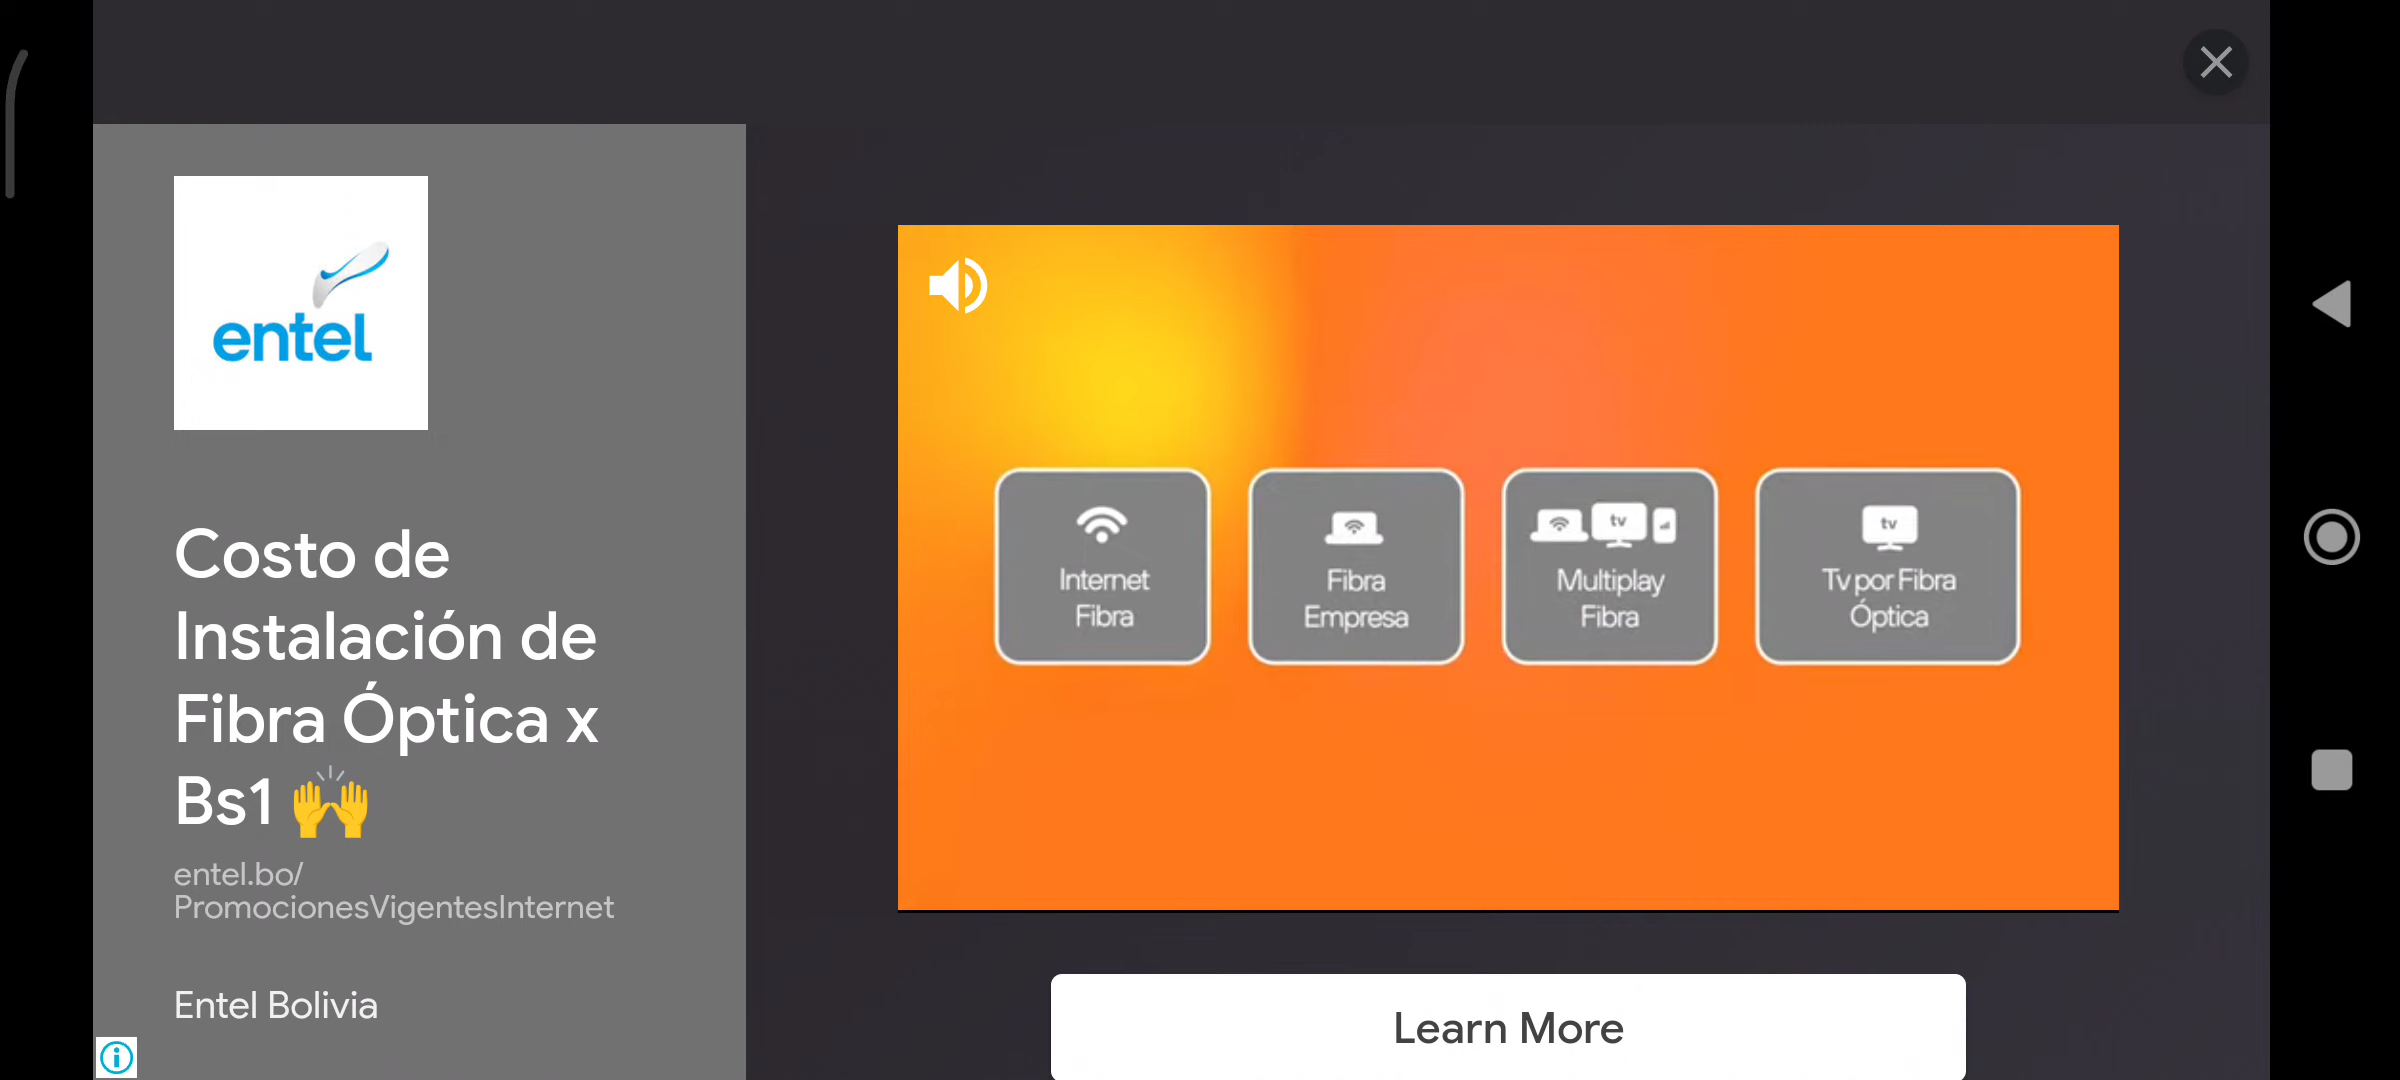 entel
Costo de
Instalación de
Fibra Óptica x
Bs1 🙌
entel.bo/
PromocionesVigentesInternet
Entel Bolivia
Internet
Fibra
Fibra
Empresa
tv
Multiplay
Fibra
tv
Tv por Fibra
Óptica
Learn More